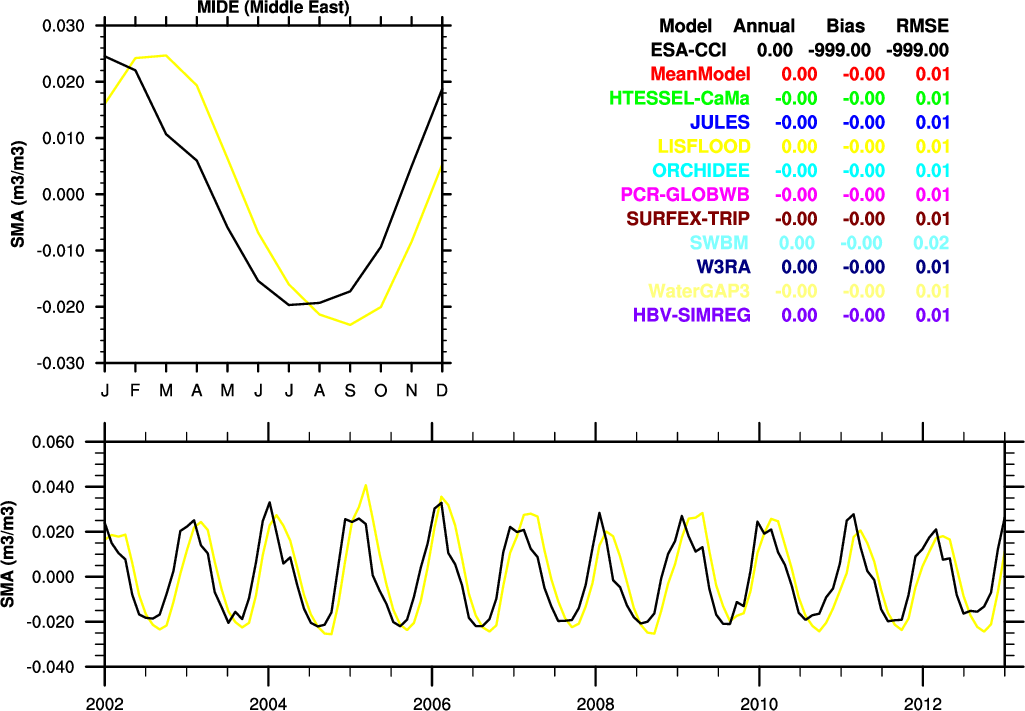 MIDE (Middle East)
0.030
0.020
0.010
0.000
-0.010
-0.020
-0.030
SMA (m3/m3)
J F M A M J J A S O N D
Model Annual Bias RMSE
ESA-CCI 0.00 -999.00 -999.00
MeanModel 0.00 -0.00 0.01
HTESSEL-CaMa -0.00 -0.00 0.01
JULES -0.00 -0.00 0.01
LISFLOOD 0.00 -0.00 0.01
ORCHIDEE -0.00 -0.00 0.01
PCR-GLOBWB -0.00 -0.00 0.01
SURFEX-TRIP -0.00 -0.00 0.01
SWBM 0.00 -0.00 0.02
W3RA 0.00 -0.00 0.01
WaterGAP3 -0.00 -0.00 0.01
HBV-SIMREG 0.00 -0.00 0.01
0.060
0.040
0.020
0.000
-0.020
-0.040
SMA (m3/m3)
2002 2004 2006 2008 2010 2012